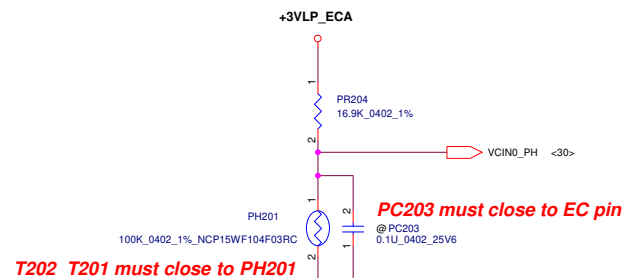 +3VLP_ECA
1
PR204
16.9K_0402_1%
2
VCIN0_PH <30>
1
2
PC203 must close to EC pin
PH201
@ PC203
100K_0402_1%_NCP15WF104F03RC
0.1U_0402_25V6
2
1
T202 T201 must close to PH201